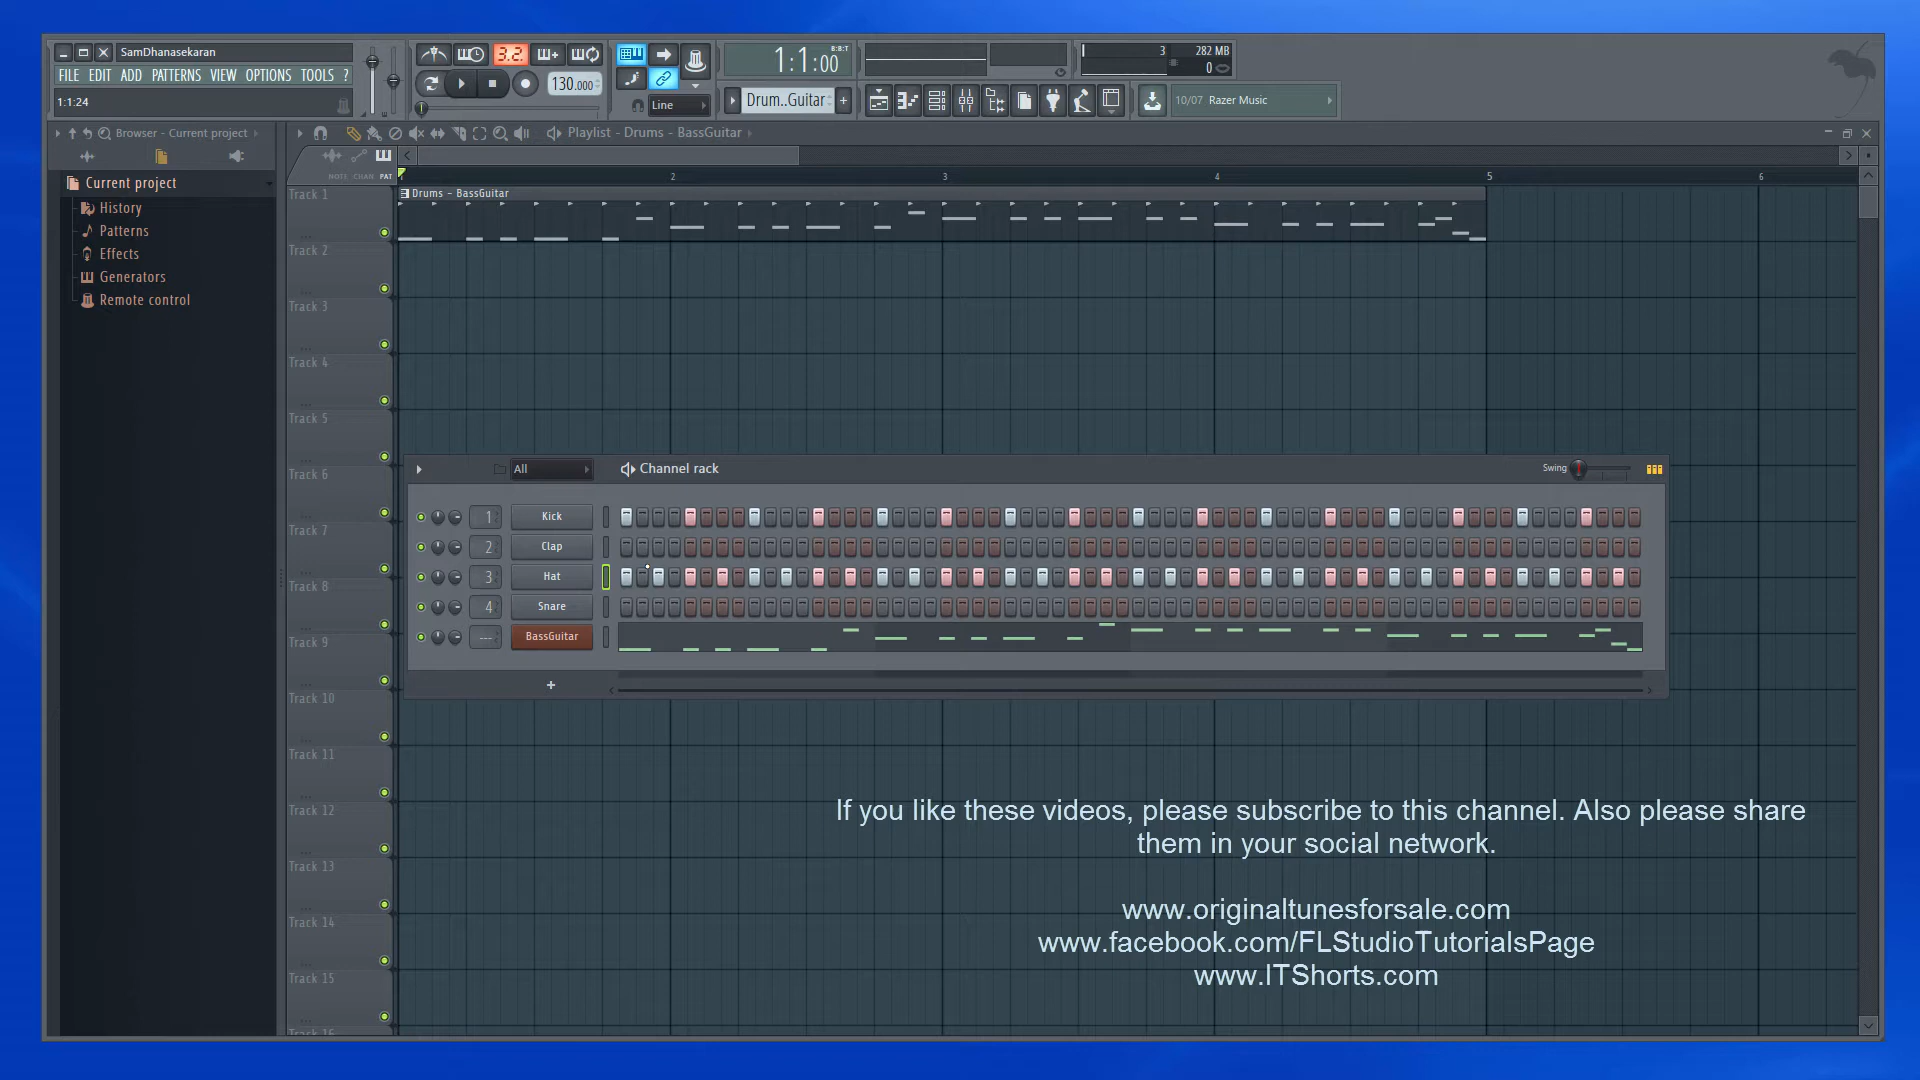 SamDhanasekaran
FILE EDIT ADD PATTERNS VIEW OPTIONS TOOLS ?
1:1:24
3.2.
130.000
Line
B:B:T
1:1:00
Drum..Guitar
3
282 MB
0
10/07 Razer Music
Browser - Current project
Playlist - Drums - BassGuitar
NOTE CHAN PAT
2 3 4 5 6
Current project
History
Patterns
Effects
Generators
Remote control
Track 1
Drums - BassGuitar
Track 2
Track 3
Track 4
Track 5
Track 6
Track 7
Track 8
Track 9
Track 10
Track 11
Track 12
Track 13
Track 14
Track 15
All
Channel rack
Swing
1 Kick
2 Clap
3 Hat
4 Snare
--- BassGuitar
+
If you like these videos, please subscribe to this channel. Also please share
them in your social network.
www.originaltunesforsale.com
www.facebook.com/FLStudioTutorialsPage
www.ITShorts.com